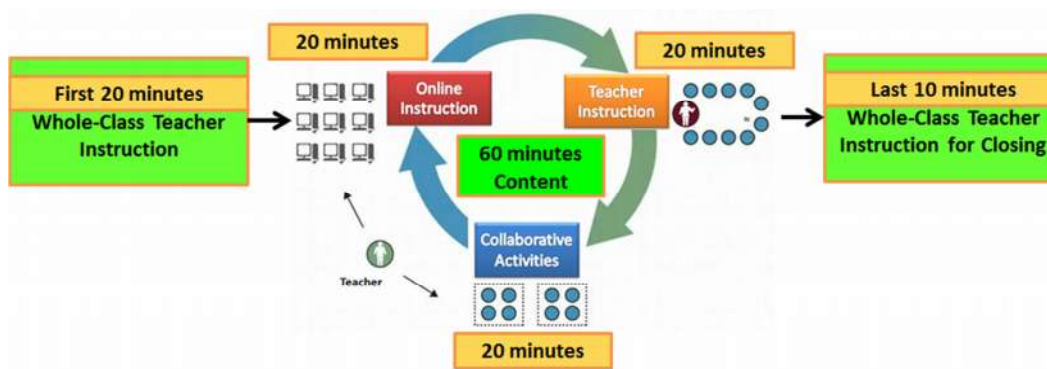 First 20 minutes
Whole-Class Teacher
Instruction
20 minutes
Online
Instruction
20 minutes
Teacher
Instruction
60 minutes
Content
Collaborative
Activities
Teacher
20 minutes
Last 10 minutes
Whole-Class Teacher
Instruction for Closing